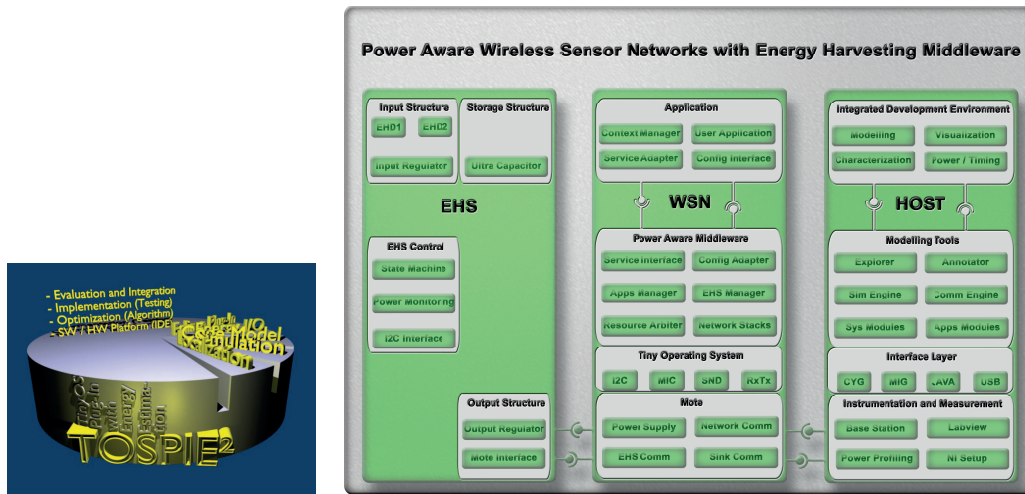 - Evaluation and Integration
- Implementation (Testing)
- Optimization (Algorithm)
- SW / HW Platform (IDE)
TinyOS
Plug-In
with
Energy
Estima-
tion
TOSPIE²
Power Aware Wireless Sensor Networks with Energy Harvesting Middleware
Input Structure
EHD1 EHD2
Input Regulator
Storage Structure
Ultra Capacitor
EHS
EHS Control
State Machine
Power Monitoring
I2C Interface
Output Structure
Output Regulator
Mote Interface
Application
Context Manager User Application
Service Adapter Config Interface
WSN
Power Aware Middleware
Service Interface Config Adapter
Apps Manager EHS Manager
Resource Arbiter Network Stacks
Tiny Operating System
I2C MIC SND RxTx
Mote
Power Supply Network Comm
EHS Comm Sink Comm
Integrated Development Environment
Modelling Visualization
Characterization Power / Timing
HOST
Modelling Tools
Explorer Annotator
Sim Engine Comm Engine
Sys Modules Apps Modules
Interface Layer
CYG MIG JAVA USB
Instrumentation and Measurement
Base Station Labview
Power Profiling NI Setup